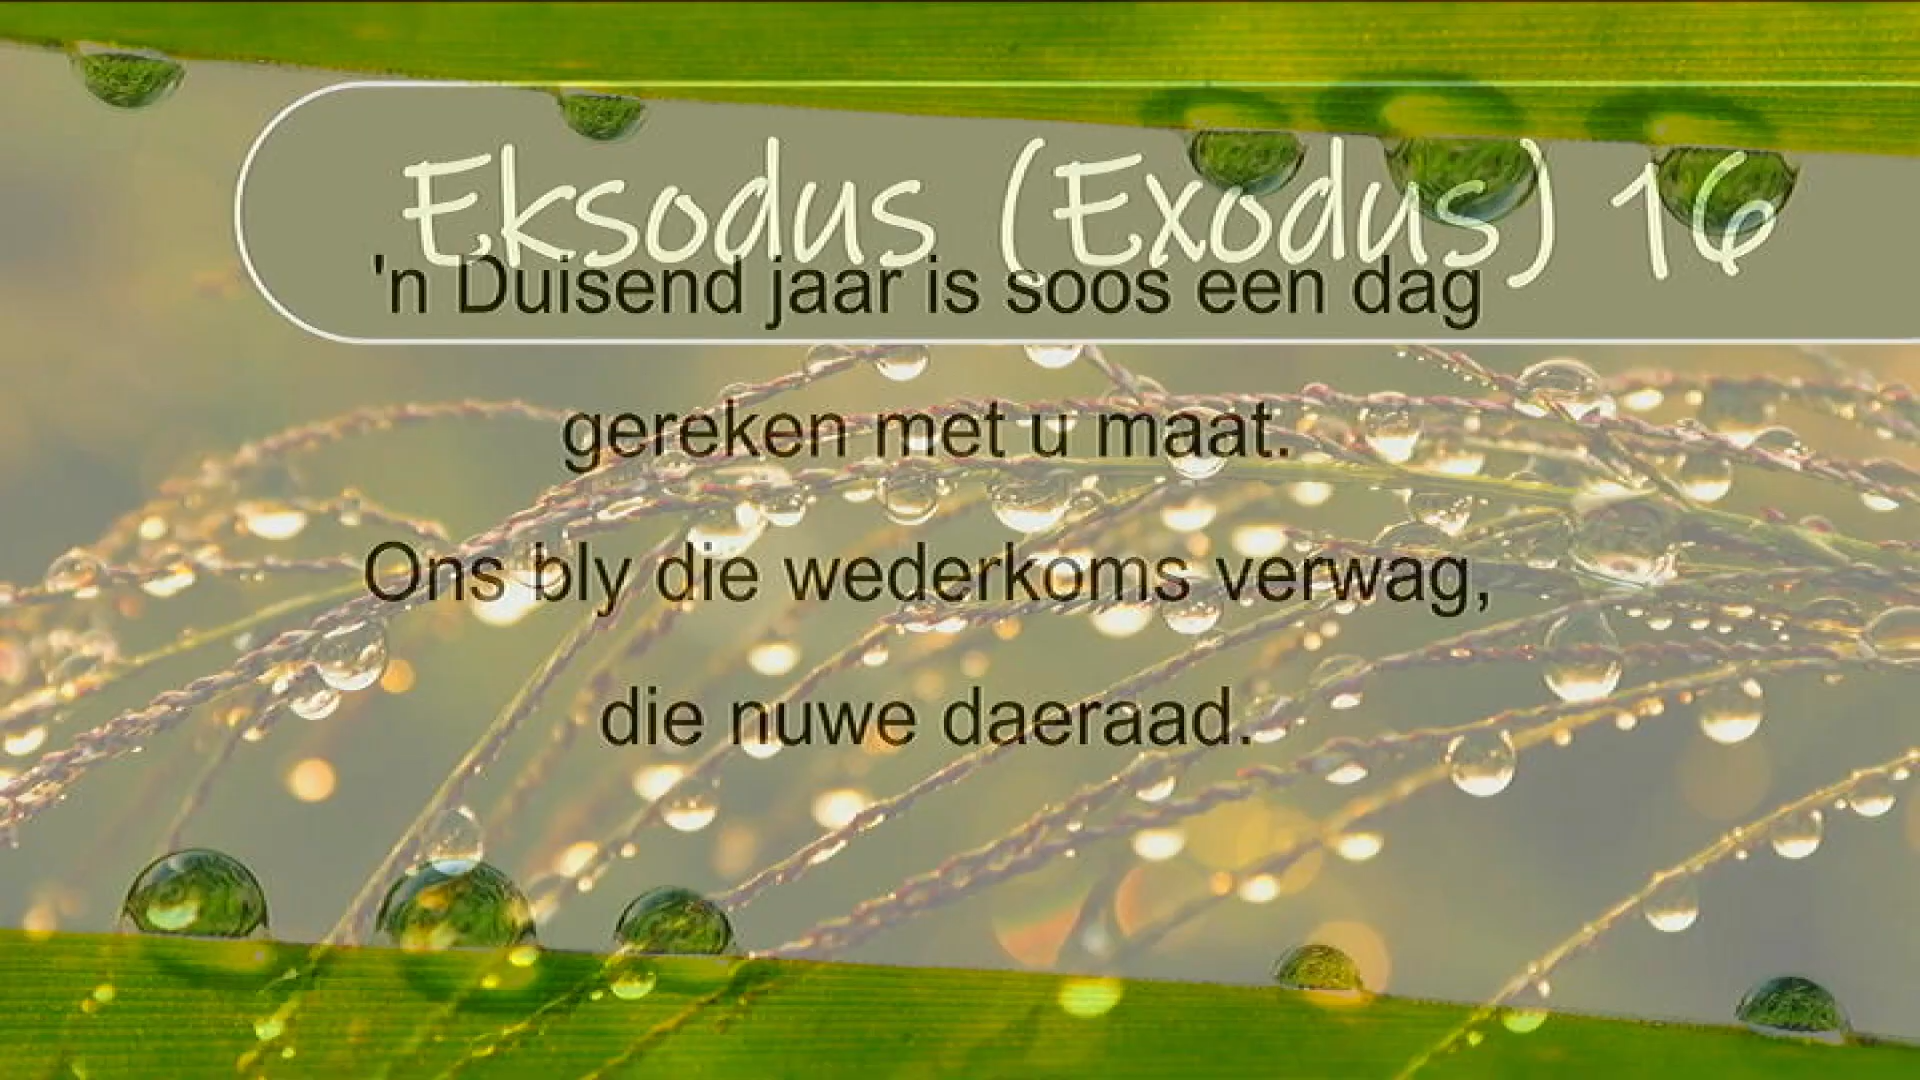 Eksodus (Exodus) 16
'n Duisend jaar is soos een dag
gereken met u maat.
Ons bly die wederkoms verwag,
die nuwe daeraad.